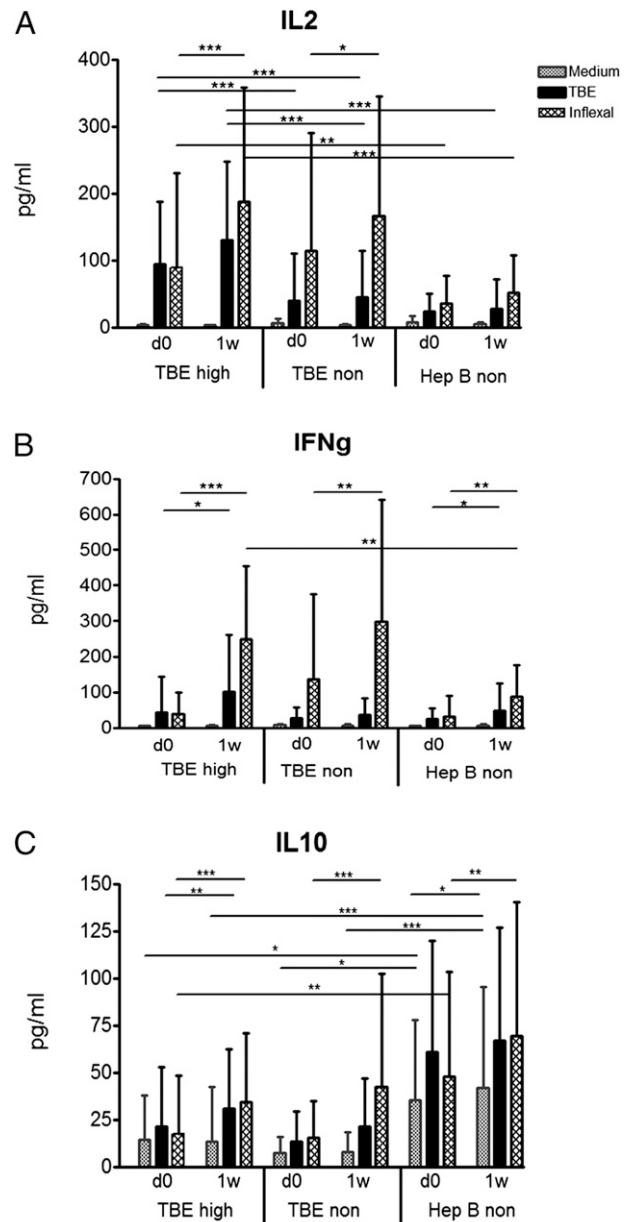 A
IL2
400
300
200
100
0
pg/ml
***
*
***
***
***
***
**
***
Medium
TBE
Inflexal
d0 1w d0 1w d0 1w
TBE high TBE non Hep B non
B
IFNg
700
600
500
400
300
200
100
0
pg/ml
***
**
**
*
*
**
d0 1w d0 1w d0 1w
TBE high TBE non Hep B non
C
IL10
150
125
100
75
50
25
0
pg/ml
***
***
**
**
*
***
***
*
*
**
d0 1w d0 1w d0 1w
TBE high TBE non Hep B non